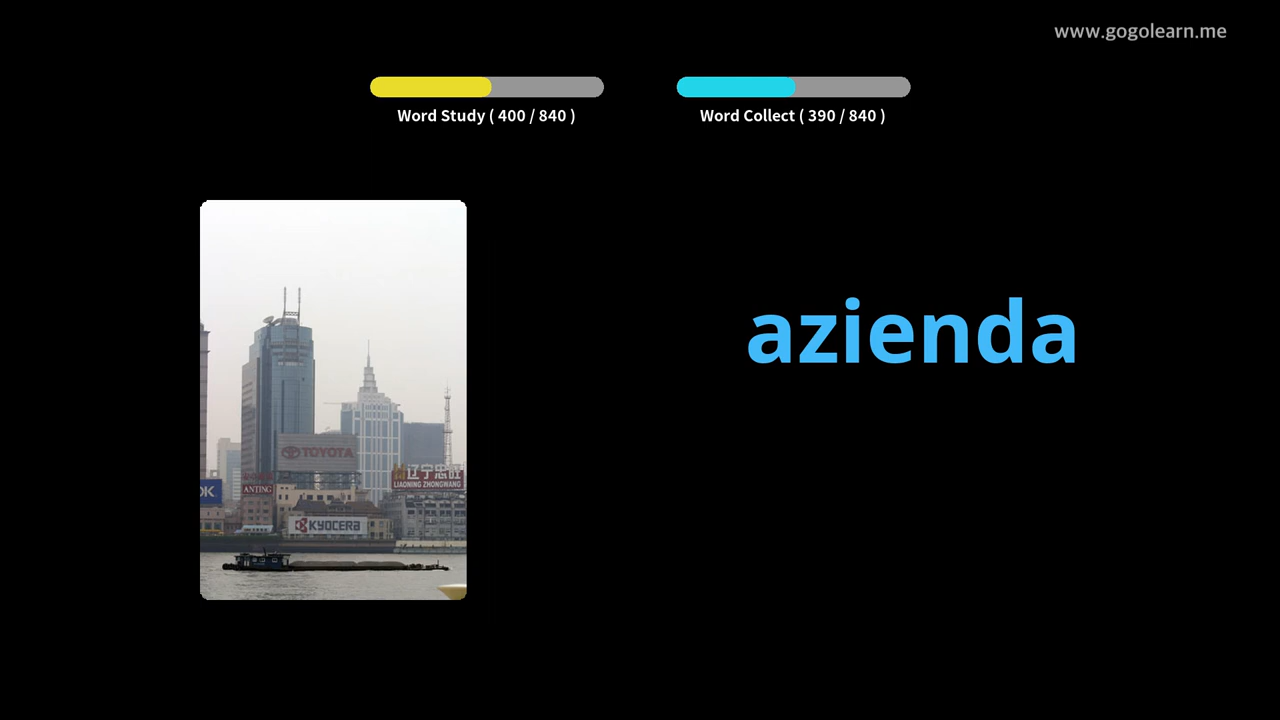 www.gogolearn.me
Word Study ( 400 / 840 )
Word Collect ( 390 / 840 )
azienda
TOYOTA
辽宁忠旺
LIAONING ZHONGWANG
OK
ANTING
KYOCERA